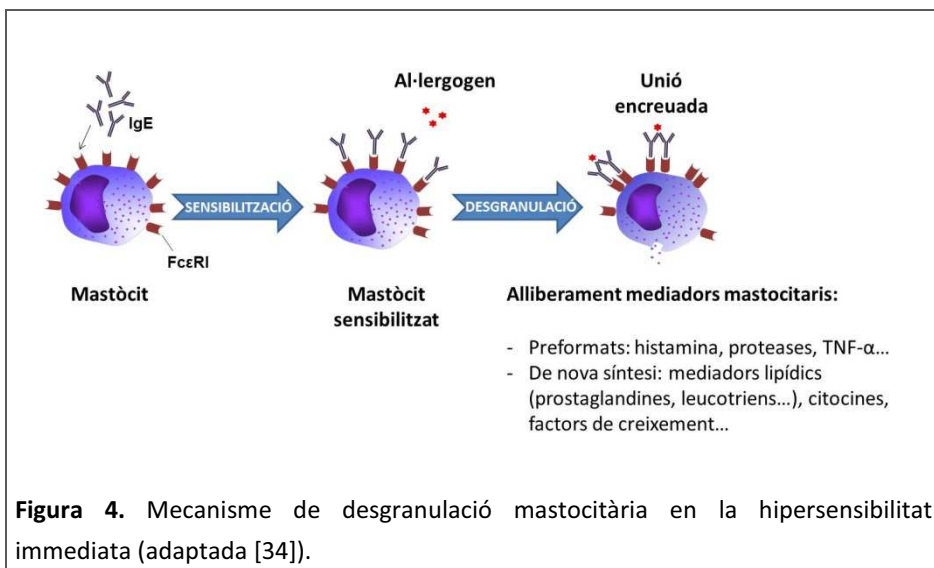 IgE
Al·lergogen
Unió
encreuada
SENSIBILITZACIÓ
DESGRANULACIÓ
FcεRI
Mastòcit
Mastòcit
sensibilitzat
Alliberament mediadors mastocitaris:
- Preformats: histamina, proteases, TNF-α...
- De nova síntesi: mediadors lipídics
(prostaglandines, leucotriens...), citocines,
factors de creixement...
Figura 4. Mecanisme de desgranulació mastocitària en la hipersensibilitat
immediata (adaptada [34]).